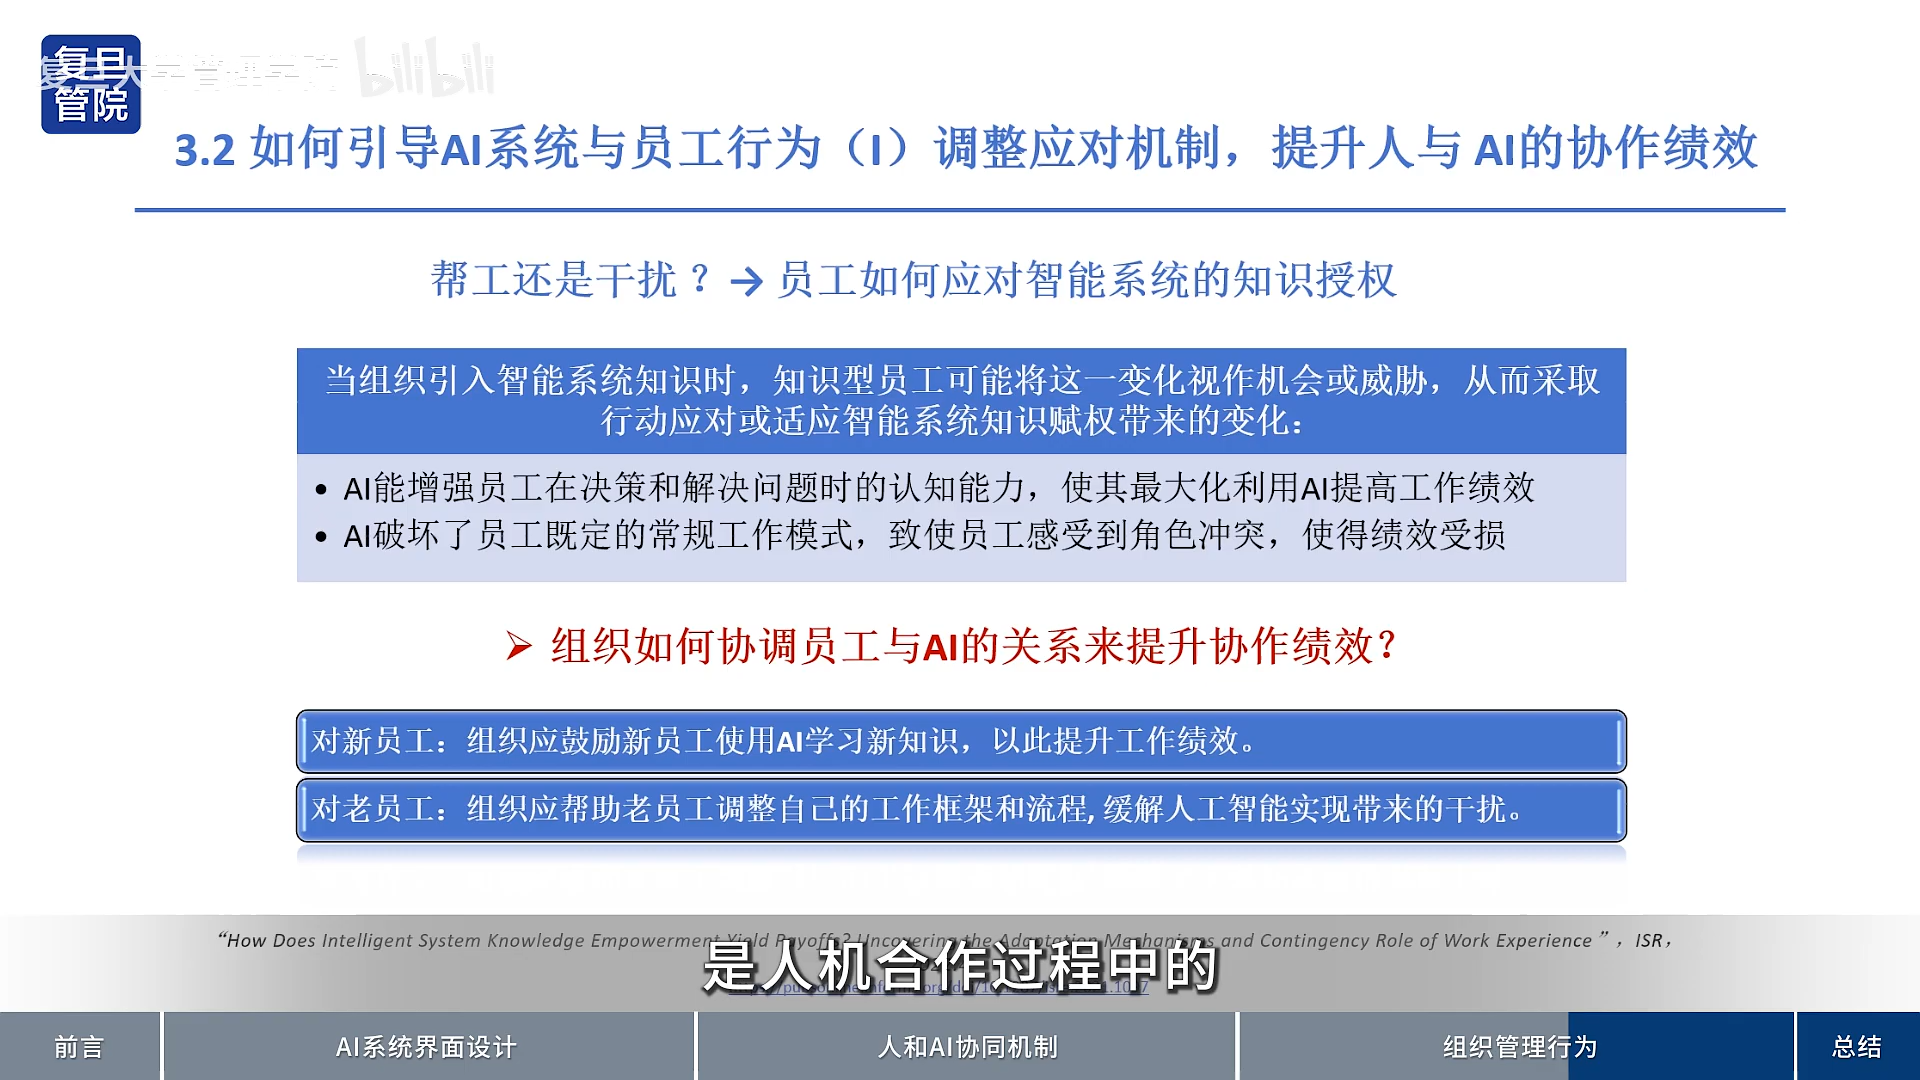 复旦
管院
复旦大学管理学院 bilibili
3.2 如何引导AI系统与员工行为（I）调整应对机制，提升人与 AI的协作绩效
帮工还是干扰？→ 员工如何应对智能系统的知识授权
当组织引入智能系统知识时，知识型员工可能将这一变化视作机会或威胁，从而采取
行动应对或适应智能系统知识赋权带来的变化：
• AI能增强员工在决策和解决问题时的认知能力，使其最大化利用AI提高工作绩效
• AI破坏了员工既定的常规工作模式，致使员工感受到角色冲突，使得绩效受损
➢ 组织如何协调员工与AI的关系来提升协作绩效？
对新员工：组织应鼓励新员工使用AI学习新知识，以此提升工作绩效。
对老员工：组织应帮助老员工调整自己的工作框架和流程, 缓解人工智能实现带来的干扰。
“How Does Intelligent System Knowledge Empowerment Yield Payoffs? Uncovering the Adaptation Mechanisms and Contingency Role of Work Experience”，ISR，
是人机合作过程中的
前言
AI系统界面设计
人和AI协同机制
组织管理行为
总结